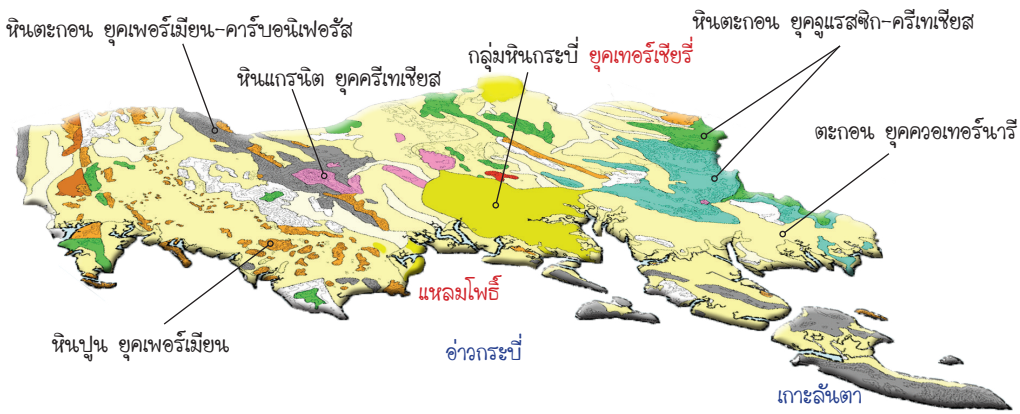 หินตะกอน ยุคเพอร์เมียน-คาร์บอนิเฟอรัส
หินแกรนิต ยุคครีเทเชียส
กลุ่มหินกระบี่ ยุคเทอร์เชียรี่
หินตะกอน ยุคจูแรสซิก-ครีเทเชียส
ตะกอน ยุคควอเทอร์นารี
แหลมโพธิ์
หินปูน ยุคเพอร์เมียน
อ่าวกระบี่
เกาะลันตา